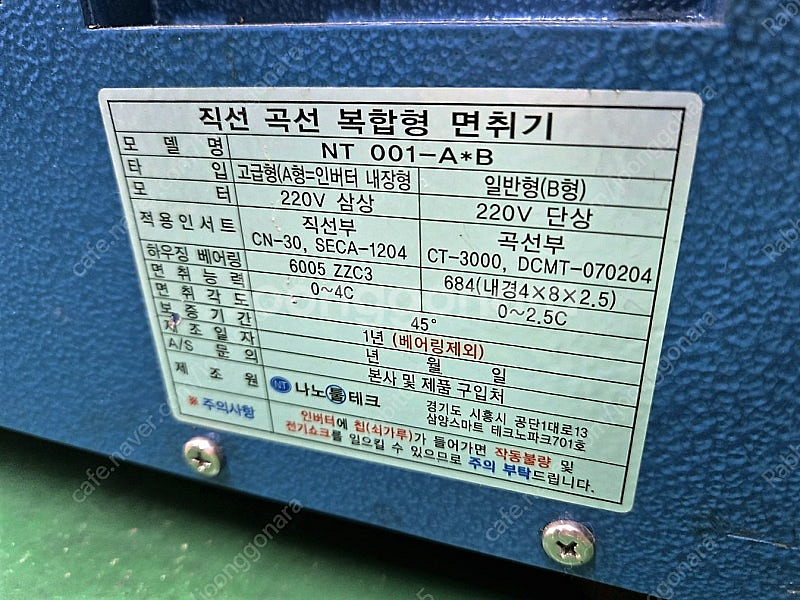 직선 곡선 복합형 면취기
모 델 명 NT 001-A*B
타 입 고급형(A형=인버터 내장형 일반형(B형)
모 터 220V 삼상 220V 단상
적용인서트 직선부 곡선부
CN-30, SECA-1204 CT-3000, DCMT-070204
하우징 베어링 6005 ZZC3 684(내경4×8×2.5)
면 취 능 력 0~4C 0~2.5C
면 취 각 도 45°
보 증 기 간 1년 (베어링제외)
제 조 일 자 년 월 일
A/S 문 의 본사 및 제품 구입처
제 조 원 NT 나노툴테크 경기도 시흥시 공단1대로13
삼양스마트 테크노파크701호
※주의사항 인버터에 칩(쇠가루)가 들어가면 작동불량 및
전기쇼크를 일으킬 수 있으므로 주의 부탁드립니다.
cafe.naver.com/joonggonara
joonggonara